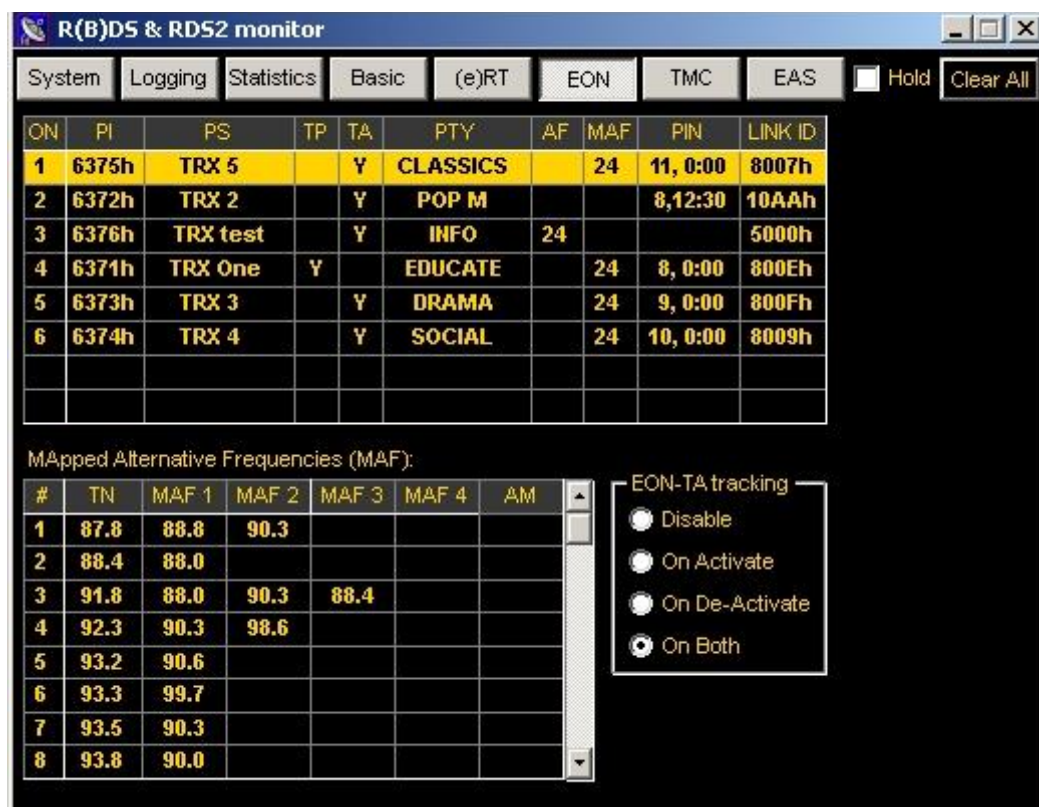 R(B)DS & RDS2 monitor
System Logging Statistics Basic (e)RT EON TMC EAS Hold Clear All
ON PI PS TP TA PTY AF MAF PIN LINK ID
1 6375h TRX 5 Y CLASSICS 24 11, 0:00 8007h
2 6372h TRX 2 Y POP M 8,12:30 10AAh
3 6376h TRX test Y INFO 24 5000h
4 6371h TRX One Y EDUCATE 24 8, 0:00 800Eh
5 6373h TRX 3 Y DRAMA 24 9, 0:00 800Fh
6 6374h TRX 4 Y SOCIAL 24 10, 0:00 8009h
MApped Alternative Frequencies (MAF):
# TN MAF 1 MAF 2 MAF 3 MAF 4 AM
1 87.8 88.8 90.3
2 88.4 88.0
3 91.8 88.0 90.3 88.4
4 92.3 90.3 98.6
5 93.2 90.6
6 93.3 99.7
7 93.5 90.3
8 93.8 90.0
EON-TA tracking
Disable
On Activate
On De-Activate
On Both